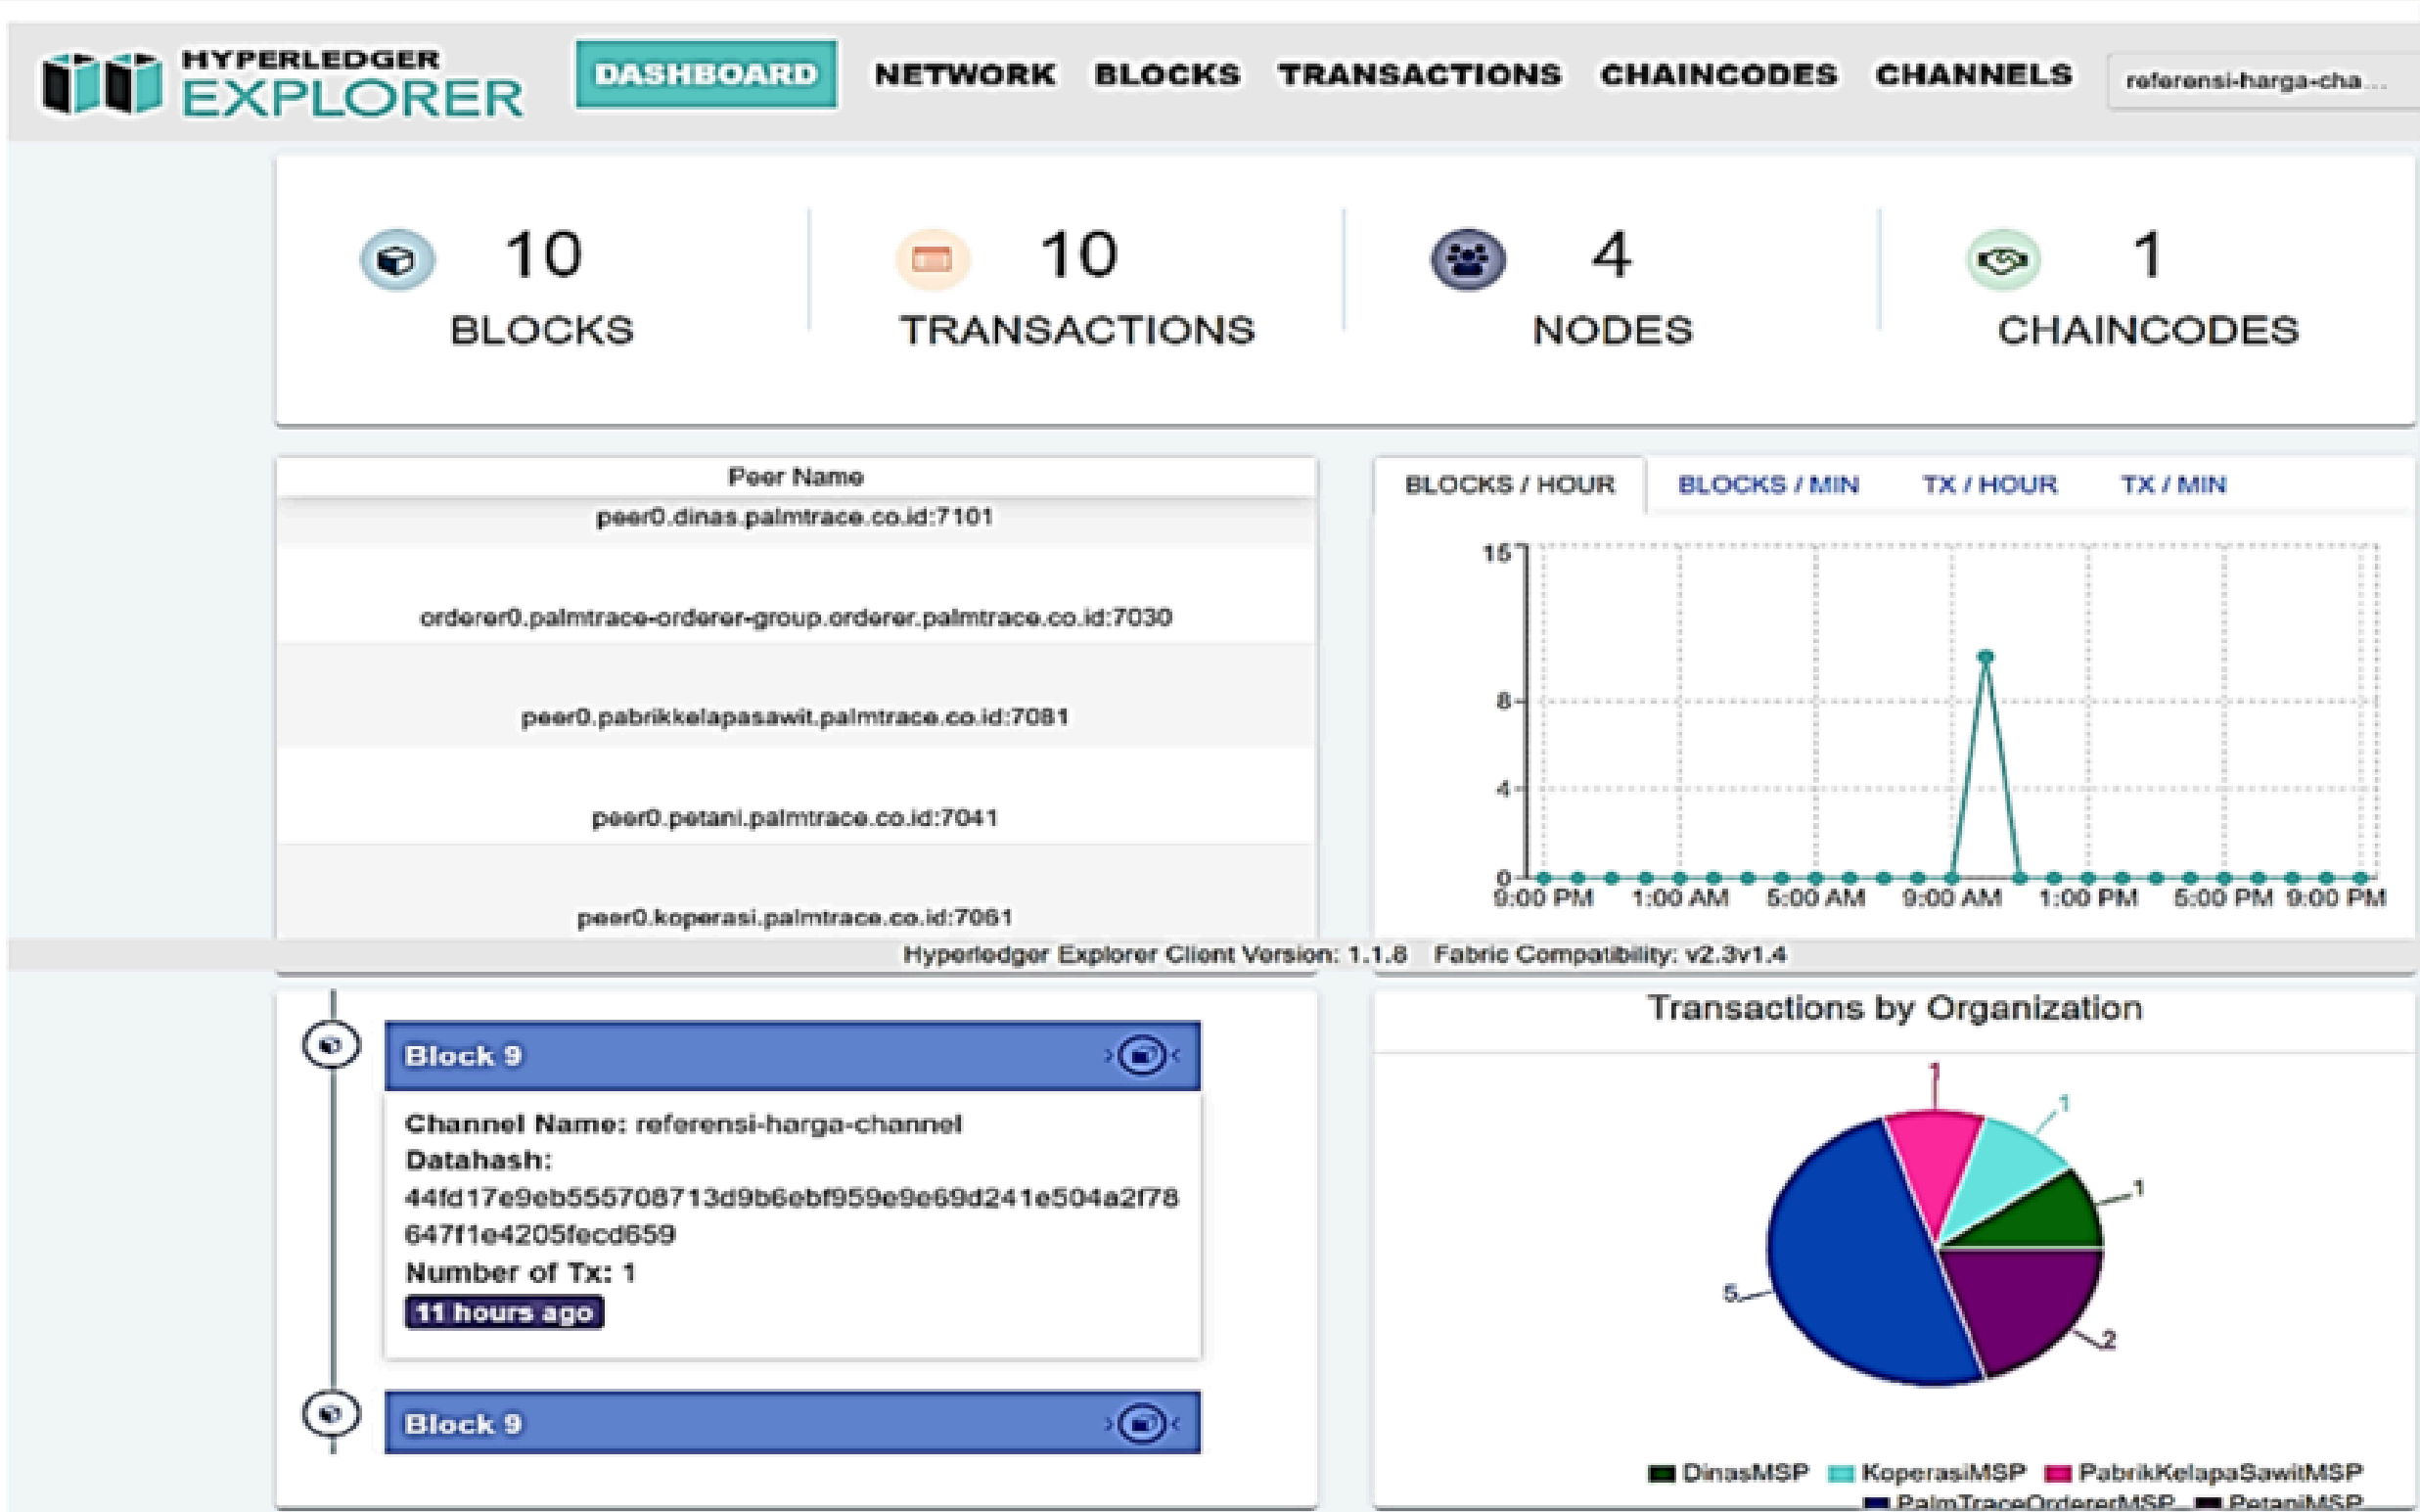 HYPERLEDGER
EXPLORER
DASHBOARD NETWORK BLOCKS TRANSACTIONS CHAINCODES CHANNELS referensi-harga-cha...
10 10 4 1
BLOCKS TRANSACTIONS NODES CHAINCODES
Peer Name
peer0.dinas.palmtrace.co.id:7101
orderer0.palmtrace-orderer-group.orderer.palmtrace.co.id:7030
peer0.pabrikkelapasawit.palmtrace.co.id:7081
peer0.petani.palmtrace.co.id:7041
peer0.koperasi.palmtrace.co.id:7061
BLOCKS / HOUR BLOCKS / MIN TX / HOUR TX / MIN
15
8
4
0
9:00 PM 1:00 AM 5:00 AM 9:00 AM 1:00 PM 5:00 PM 9:00 PM
Hyperledger Explorer Client Version: 1.1.8 Fabric Compatibility: v2.3v1.4
Block 9
Channel Name: referensi-harga-channel
Datahash:
44fd17e9eb555708713d9b6ebf959e9e69d241e504a2f78
647f1e4205fecd659
Number of Tx: 1
11 hours ago
Block 9
Transactions by Organization
1
1
1
5
2
DinasMSP KoperasiMSP PabrikKelapaSawitMSP
PalmTraceOrdererMSP PetaniMSP